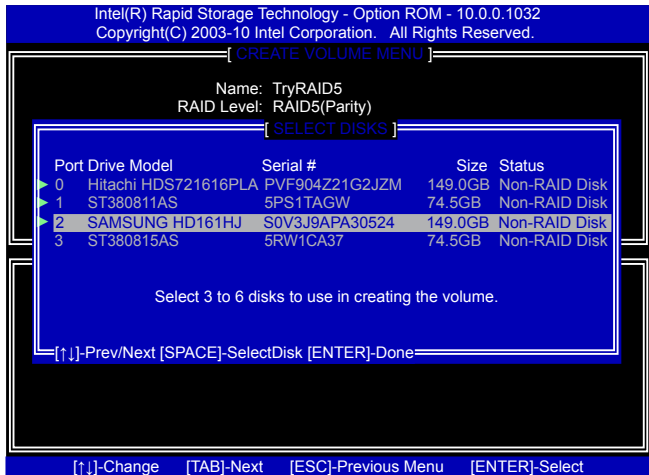 Intel(R) Rapid Storage Technology - Option ROM - 10.0.0.1032
Copyright(C) 2003-10 Intel Corporation. All Rights Reserved.
[ CREATE VOLUME MENU ]
Name: TryRAID5
RAID Level: RAID5(Parity)
[ SELECT DISKS ]
Port Drive Model Serial # Size Status
0 Hitachi HDS721616PLA PVF904Z21G2JZM 149.0GB Non-RAID Disk
1 ST380811AS 5PS1TAGW 74.5GB Non-RAID Disk
2 SAMSUNG HD161HJ S0V3J9APA30524 149.0GB Non-RAID Disk
3 ST380815AS 5RW1CA37 74.5GB Non-RAID Disk
Select 3 to 6 disks to use in creating the volume.
[↑↓]-Prev/Next [SPACE]-SelectDisk [ENTER]-Done
[↑↓]-Change [TAB]-Next [ESC]-Previous Menu [ENTER]-Select